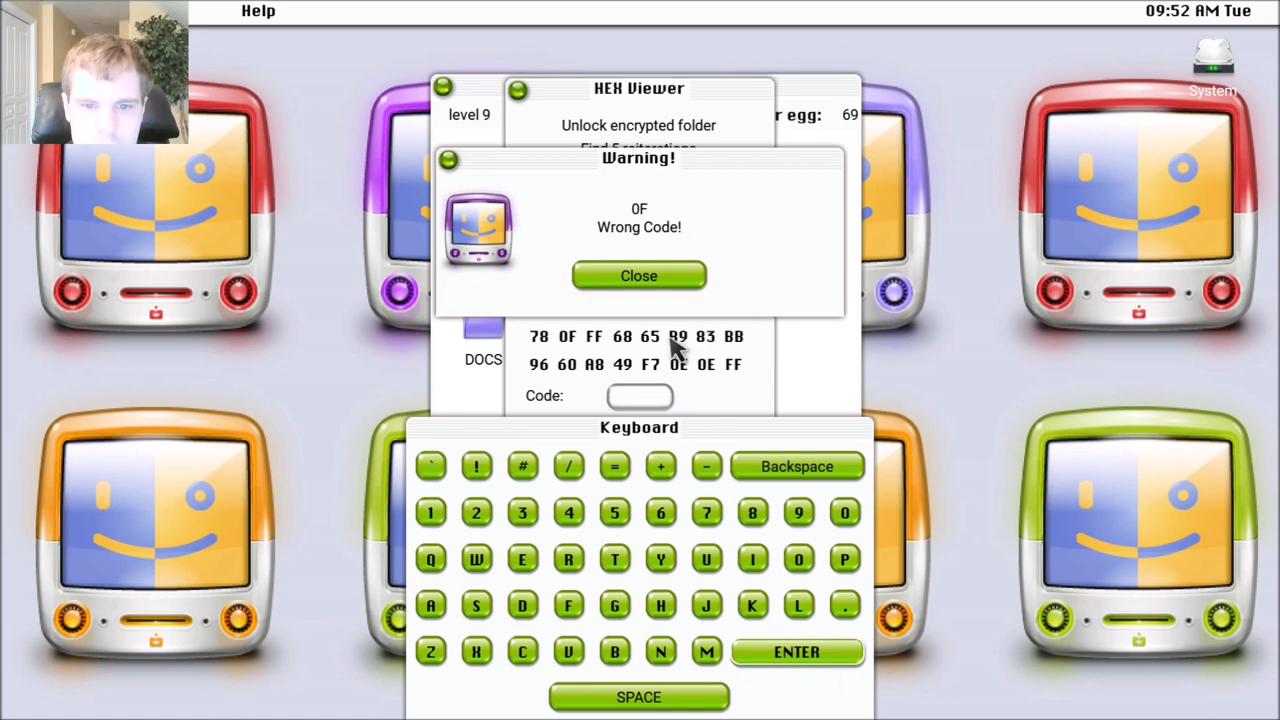 Help
09:52 AM Tue
System
HEX Viewer
level 9
r egg: 69
Unlock encrypted folder
Warning!
0F
Wrong Code!
Close
78 0F FF 68 65 B9 83 BB
DOCS
96 60 A8 49 F7 0E 0E FF
Code:
Keyboard
` ! # / = + - Backspace
1 2 3 4 5 6 7 8 9 0
Q W E R T Y U I O P
A S D F G H J K L .
Z X C V B N M ENTER
SPACE